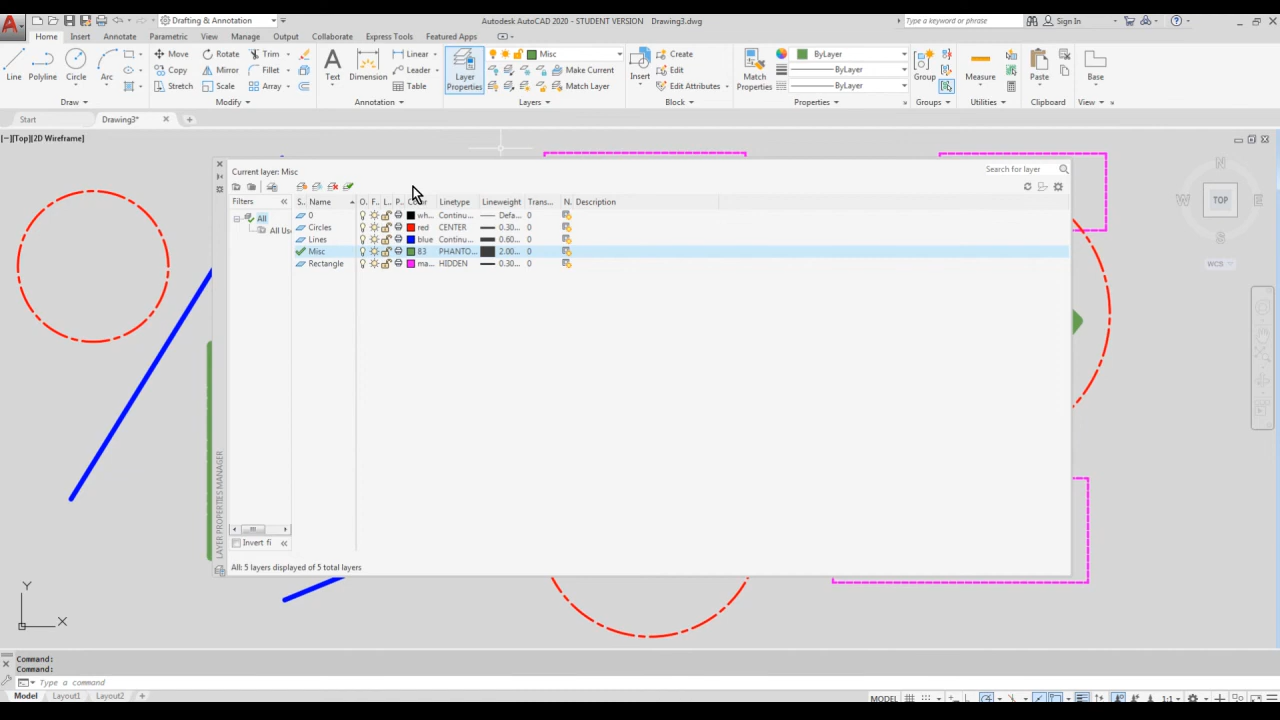 A Drafting & Annotation Autodesk AutoCAD 2020 - STUDENT VERSION Drawing3.dwg Type a keyword or phrase Sign In
Home Insert Annotate Parametric View Manage Output Collaborate Express Tools Featured Apps
Line Polyline Circle Arc Move Rotate Trim Text Dimension Linear Layer Properties Misc Insert Create Match Properties ByLayer Group Measure Paste Base
Copy Mirror Fillet Leader Make Current Edit ByLayer
Stretch Scale Array Table Match Layer Edit Attributes ByLayer
Draw Modify Annotation Layers Block Properties Groups Utilities Clipboard View
Start Drawing3*
[−][Top][2D Wireframe]
Current layer: Misc Search for layer
Filters S.. Name O. F.. L... P.. Color Linetype Lineweight Trans... N. Description
All
All Us
0 wh... Continu... Defa... 0
Circles red CENTER 0.30... 0
Lines blue Continu... 0.60... 0
Misc 83 PHANTO... 2.00... 0
Rectangle ma... HIDDEN 0.30... 0
Invert fi
All: 5 layers displayed of 5 total layers
LAYER PROPERTIES MANAGER
N
W TOP E
S
WCS
Y
X
Command:
Command:
Type a command
Model Layout1 Layout2 MODEL 1:1